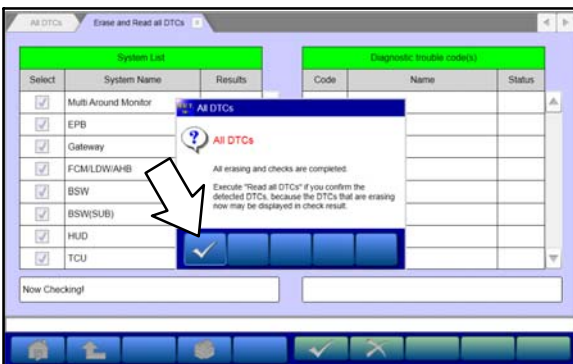 All DTCs
Erase and Read all DTCs
System List
Diagnostic trouble code(s)
Select
System Name
Results
Code
Name
Status
Multi Around Monitor
EPB
Gateway
FCM/LDW/AHB
BSW
BSW(SUB)
HUD
TCU
All DTCs
All DTCs
All erasing and checks are completed.
Execute "Read all DTCs" if you confirm the
detected DTCs, because the DTCs that are erasing
now may be displayed in check result.
Now Checking!